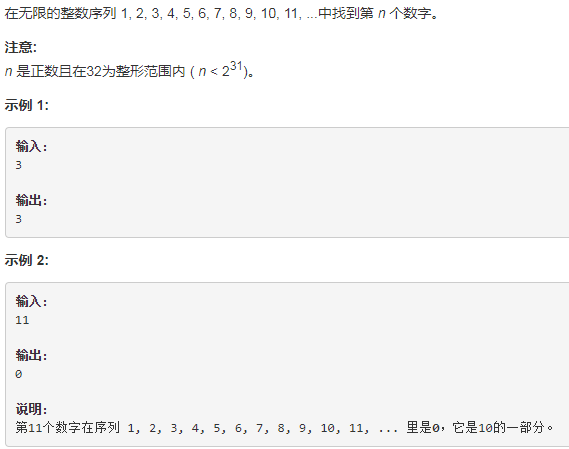 在无限的整数序列 1, 2, 3, 4, 5, 6, 7, 8, 9, 10, 11, ...中找到第 n 个数字。
注意:
n 是正数且在32为整形范围内 ( n < 2³¹)。
示例 1:
输入:
3
输出:
3
示例 2:
输入:
11
输出:
0
说明:
第11个数字在序列 1, 2, 3, 4, 5, 6, 7, 8, 9, 10, 11, ... 里是0，它是10的一部分。